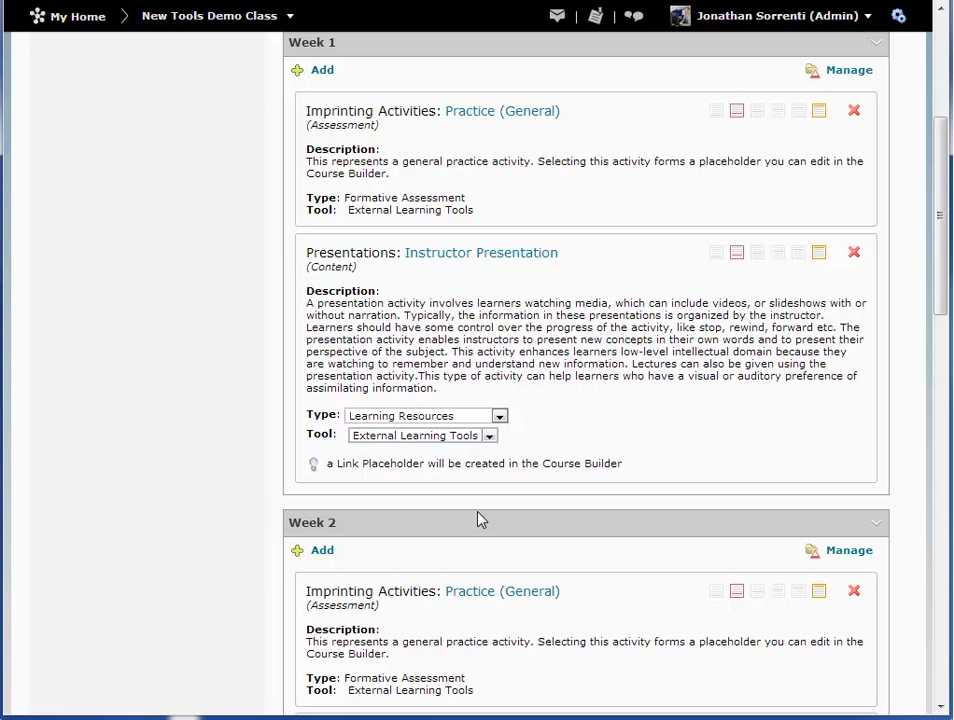 My Home New Tools Demo Class Jonathan Sorrenti (Admin)
Week 1
Add Manage
Imprinting Activities: Practice (General)
(Assessment)
Description:
This represents a general practice activity. Selecting this activity forms a placeholder you can edit in the
Course Builder.
Type: Formative Assessment
Tool: External Learning Tools
Presentations: Instructor Presentation
(Content)
Description:
A presentation activity involves learners watching media, which can include videos, or slideshows with or
without narration. Typically, the information in these presentations is organized by the instructor.
Learners should have some control over the progress of the activity, like stop, rewind, forward etc. The
presentation activity enables instructors to present new concepts in their own words and to present their
perspective of the subject. This activity enhances learners low-level intellectual domain because they
are watching to remember and understand new information. Lectures can also be given using the
presentation activity.This type of activity can help learners who have a visual or auditory preference of
assimilating information.
Type: Learning Resources
Tool: External Learning Tools
a Link Placeholder will be created in the Course Builder
Week 2
Add Manage
Imprinting Activities: Practice (General)
(Assessment)
Description:
This represents a general practice activity. Selecting this activity forms a placeholder you can edit in the
Course Builder.
Type: Formative Assessment
Tool: External Learning Tools